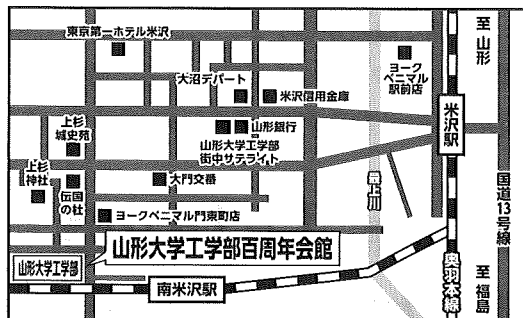 東京第一ホテル米沢
大沼デパート
米沢信用金庫
ヨーク
ベニマル
駅前店
至山形
米沢駅
上杉
城史苑
山形銀行
山形大学工学部
街中サテライト
上杉
神社
伝国
の杜
大門交番
最上川
国道13号線
ヨークベニマル門東町店
山形大学工学部百周年会館
山形大学工学部
南米沢駅
奥羽本線
至福島